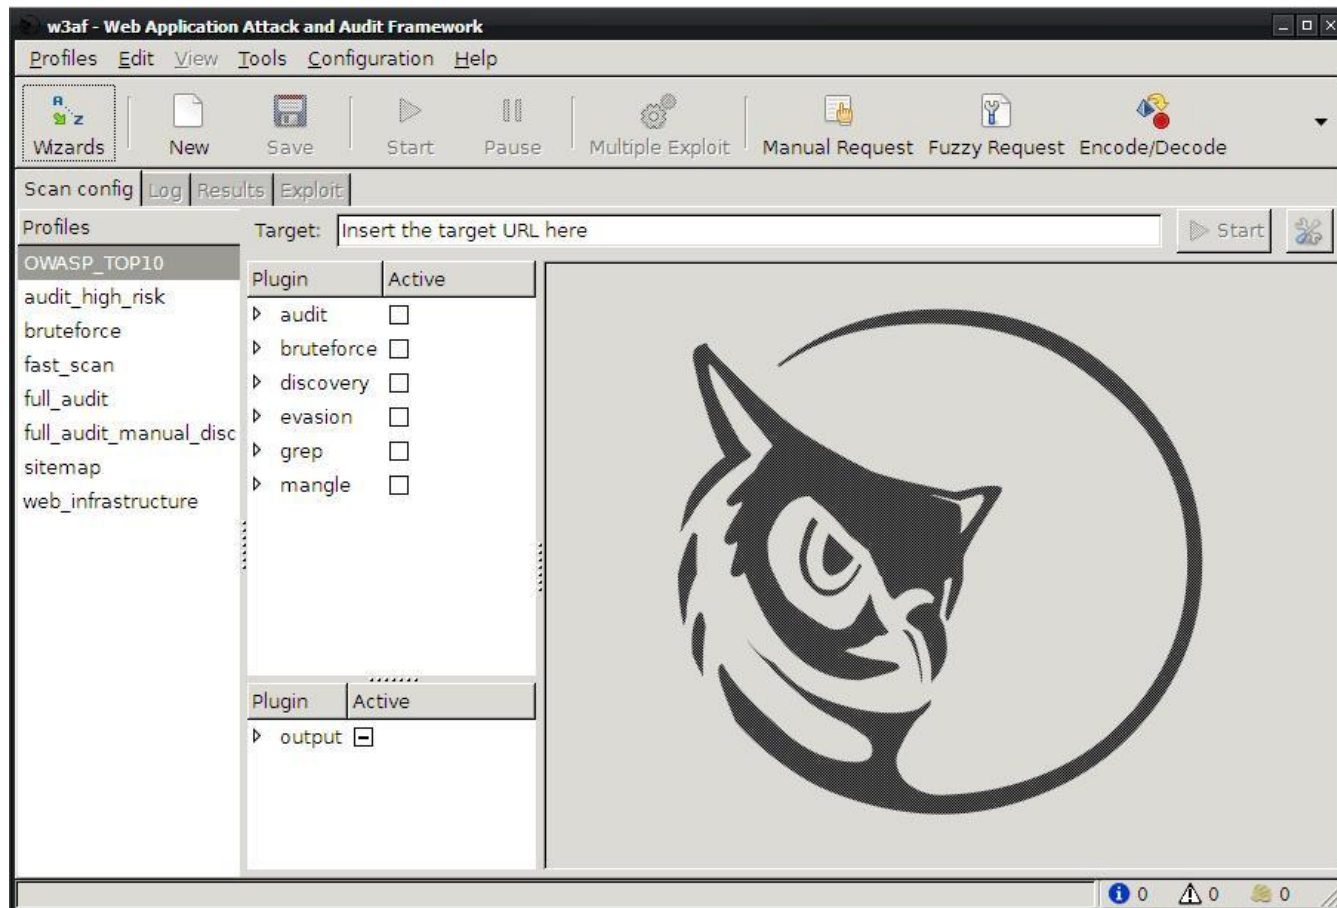 w3af - Web Application Attack and Audit Framework
Profiles Edit View Tools Configuration Help
Wizards New Save Start Pause Multiple Exploit Manual Request Fuzzy Request Encode/Decode
Scan config Log Results Exploit
Profiles
Target: Insert the target URL here Start
OWASP_TOP10
audit_high_risk
bruteforce
fast_scan
full_audit
full_audit_manual_disc
sitemap
web_infrastructure
Plugin Active
audit
bruteforce
discovery
evasion
grep
mangle
Plugin Active
output
0 0 0